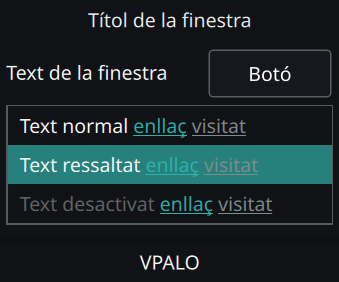 Títol de la finestra
Text de la finestra
Botó
Text normal enllaç visitat
Text ressaltat enllaç visitat
Text desactivat enllaç visitat
VPALO